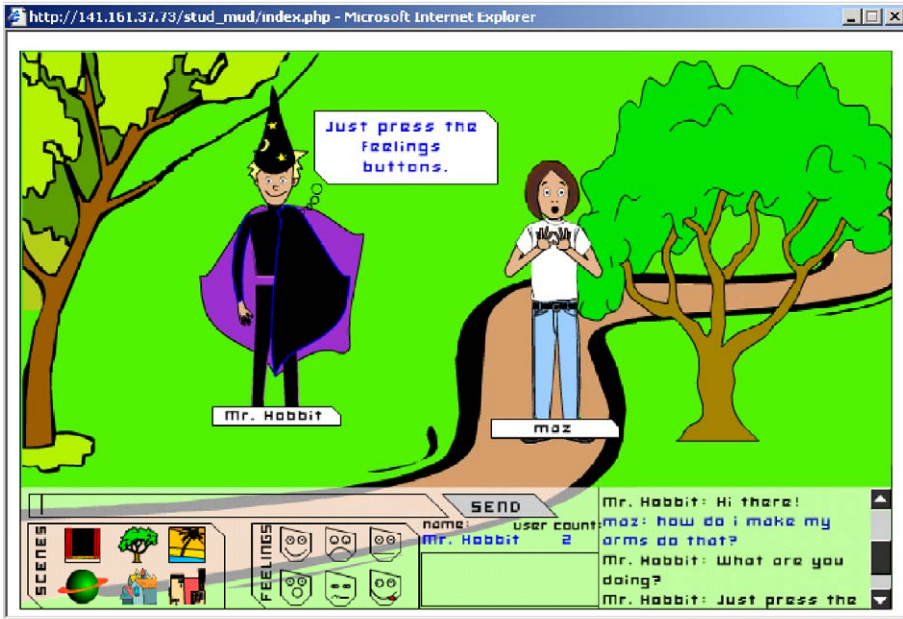 http://141.161.37.73/stud_mud/index.php - Microsoft Internet Explorer
Just press the
Feelings
buttons.
Mr. Hobbit
maz
SEND
name: user count:
Mr. Hobbit 2
SCENES
FEELINGS
Mr. Hobbit: Hi there!
maz: how do i make my
arms do that?
Mr. Hobbit: What are you
doing?
Mr. Hobbit: Just press the